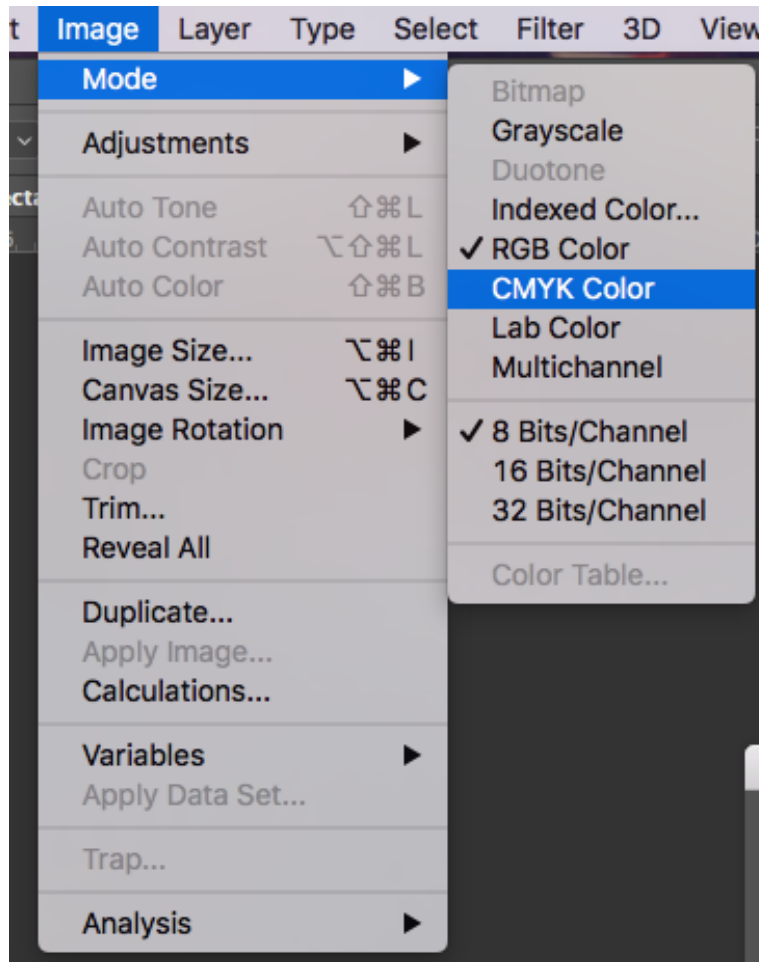 t Image Layer Type Select Filter 3D View
Mode ▶
Adjustments ▶
Auto Tone ⇧⌘L
Auto Contrast ⌥⇧⌘L
Auto Color ⇧⌘B
Image Size... ⌥⌘I
Canvas Size... ⌥⌘C
Image Rotation ▶
Crop
Trim...
Reveal All
Duplicate...
Apply Image...
Calculations...
Variables ▶
Apply Data Set...
Trap...
Analysis ▶
Bitmap
Grayscale
Duotone
Indexed Color...
✓ RGB Color
CMYK Color
Lab Color
Multichannel
✓ 8 Bits/Channel
16 Bits/Channel
32 Bits/Channel
Color Table...
ecta